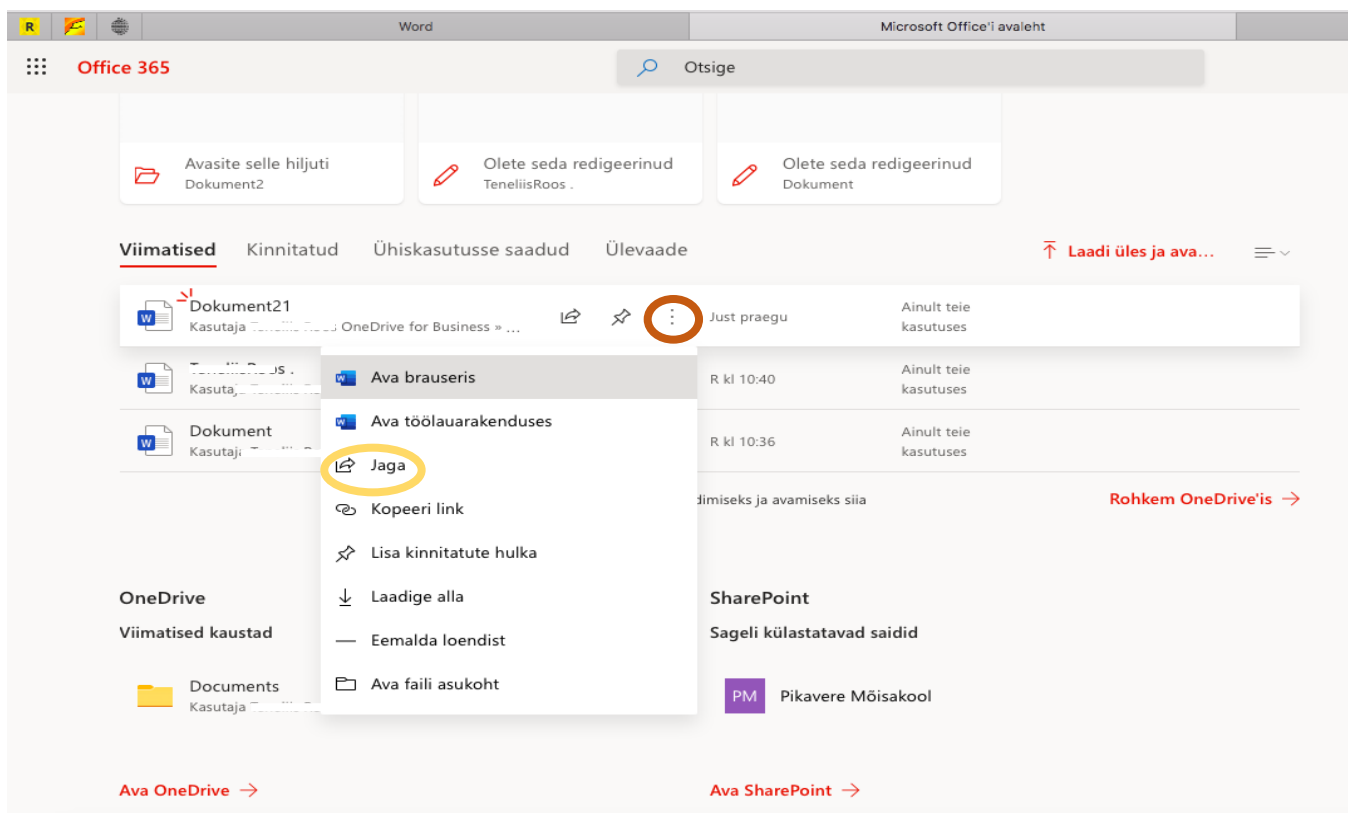 R
Word
Microsoft Office'i avaleht
Office 365
Otsige
Avasite selle hiljuti
Dokument2
Olete seda redigeerinud
TeneliisRoos .
Olete seda redigeerinud
Dokument
Viimatised Kinnitatud Ühiskasutusse saadud Ülevaade
Laadi üles ja ava...
Dokument21
Kasutaja OneDrive for Business » ...
Just praegu
Ainult teie
kasutuses
W
Kasutaj
R kl 10:40
Ainult teie
kasutuses
W
Dokument
Kasutaj
R kl 10:36
Ainult teie
kasutuses
W
Ava brauseris
Ava töölauarakenduses
Jaga
Kopeeri link
Lisa kinnitatute hulka
Laadige alla
Eemalda loendist
Ava faili asukoht
dimiseks ja avamiseks siia
Rohkem OneDrive'is
OneDrive
Viimatised kaustad
Documents
Kasutaja
Ava OneDrive
SharePoint
Sageli külastatavad saidid
PM
Pikavere Mõisakool
Ava SharePoint